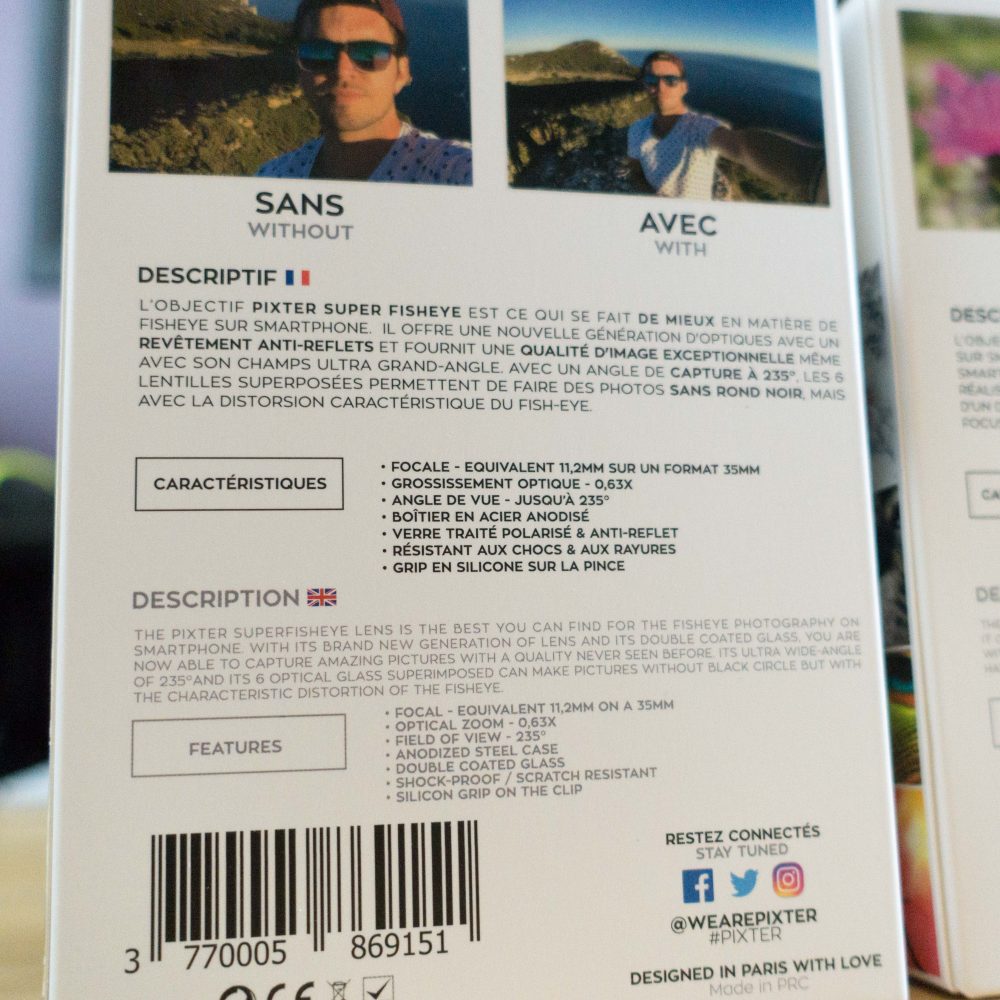 SANS
WITHOUT
AVEC
WITH
DESCRIPTIF
L'OBJECTIF PIXTER SUPER FISHEYE EST CE QUI SE FAIT DE MIEUX EN MATIÈRE DE
FISHEYE SUR SMARTPHONE. IL OFFRE UNE NOUVELLE GÉNÉRATION D'OPTIQUES AVEC UN
REVÊTEMENT ANTI-REFLETS ET FOURNIT UNE QUALITÉ D'IMAGE EXCEPTIONNELLE MÊME
AVEC SON CHAMPS ULTRA GRAND-ANGLE. AVEC UN ANGLE DE CAPTURE À 235°, LES 6
LENTILLES SUPERPOSÉES PERMETTENT DE FAIRE DES PHOTOS SANS ROND NOIR, MAIS
AVEC LA DISTORSION CARACTÉRISTIQUE DU FISH-EYE.
CARACTÉRISTIQUES
• FOCALE - EQUIVALENT 11,2MM SUR UN FORMAT 35MM
• GROSSISSEMENT OPTIQUE - 0,63X
• ANGLE DE VUE - JUSQU'À 235°
• BOÎTIER EN ACIER ANODISÉ
• VERRE TRAITÉ POLARISÉ & ANTI-REFLET
• RÉSISTANT AUX CHOCS & AUX RAYURES
• GRIP EN SILICONE SUR LA PINCE
DESCRIPTION
THE PIXTER SUPERFISHEYE LENS IS THE BEST YOU CAN FIND FOR THE FISHEYE PHOTOGRAPHY ON
SMARTPHONE. WITH ITS BRAND NEW GENERATION OF LENS AND ITS DOUBLE COATED GLASS, YOU ARE
NOW ABLE TO CAPTURE AMAZING PICTURES WITH A QUALITY NEVER SEEN BEFORE. ITS ULTRA WIDE-ANGLE
OF 235°AND ITS 6 OPTICAL GLASS SUPERIMPOSED CAN MAKE PICTURES WITHOUT BLACK CIRCLE BUT WITH
THE CHARACTERISTIC DISTORTION OF THE FISHEYE.
FEATURES
• FOCAL - EQUIVALENT 11,2MM ON A 35MM
• OPTICAL ZOOM - 0,63X
• FIELD OF VIEW - 235°
• ANODIZED STEEL CASE
• DOUBLE COATED GLASS
• SHOCK-PROOF / SCRATCH RESISTANT
• SILICON GRIP ON THE CLIP
3 770005 869151
RESTEZ CONNECTÉS
STAY TUNED
@WEAREPIXTER
#PIXTER
DESIGNED IN PARIS WITH LOVE
Made in PRC